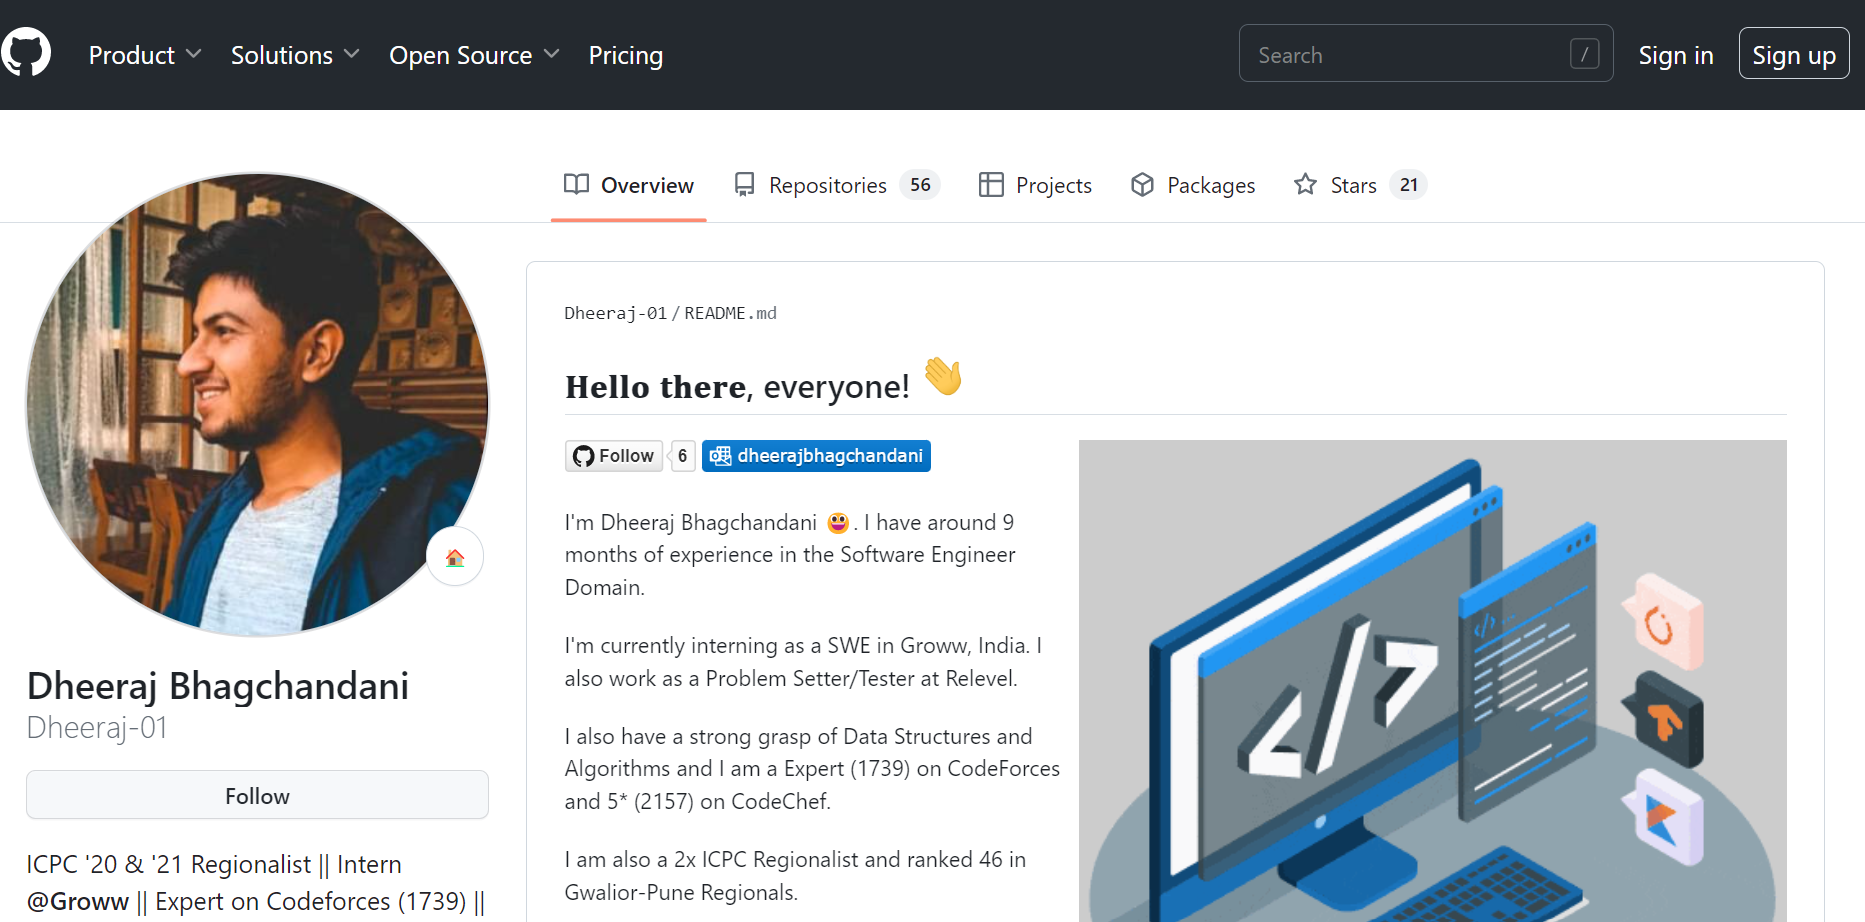 Product Solutions Open Source Pricing Search / Sign in Sign up
Overview Repositories 56 Projects Packages Stars 21
Dheeraj-01 / README.md
Hello there, everyone! 👋
Follow 6 dheerajbhagchandani
I'm Dheeraj Bhagchandani 😃. I have around 9
months of experience in the Software Engineer
Domain.
I'm currently interning as a SWE in Groww, India. I
also work as a Problem Setter/Tester at Relevel.
I also have a strong grasp of Data Structures and
Algorithms and I am a Expert (1739) on CodeForces
and 5* (2157) on CodeChef.
I am also a 2x ICPC Regionalist and ranked 46 in
Gwalior-Pune Regionals.
</>
</>
Dheeraj Bhagchandani
Dheeraj-01
Follow
ICPC '20 & '21 Regionalist || Intern
@Groww || Expert on Codeforces (1739) ||